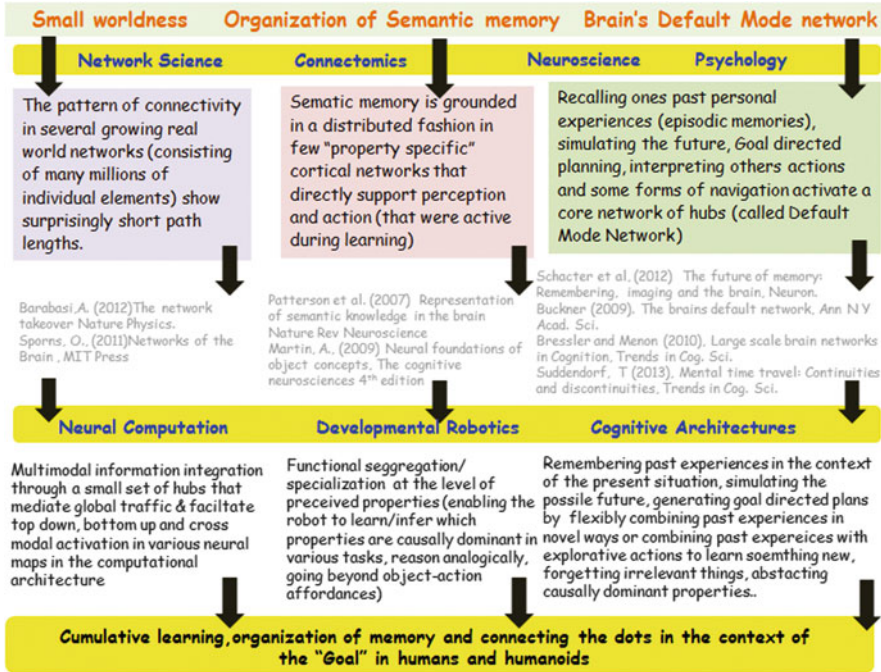 Small worldness Organization of Semantic memory Brain's Default Mode network
Network Science Connectomics Neuroscience Psychology
The pattern of connectivity
in several growing real
world networks (consisting
of many millions of
individual elements) show
surprisingly short path
lengths.
Sematic memory is grounded
in a distributed fashion in
few "property specific"
cortical networks that
directly support perception
and action (that were active
during learning)
Recalling ones past personal
experiences (episodic memories),
simulating the future, Goal directed
planning, interpreting others actions
and some forms of navigation activate a
core network of hubs (called Default
Mode Network)
Barabasi,A. (2012)The network
takeover Nature Physics.
Sporns, O., (2011)Networks of the
Brain , MIT Press
Patterson et al. (2007) Representation
of semantic knowledge in the brain
Nature Rev Neuroscience
Martin, A., (2009) Neural foundations of
object concepts, The cognitive
neurosciences 4th edition
Schacter et al, (2012) The future of memory:
Remembering, imaging and the brain, Neuron.
Buckner (2009). The brains default network, Ann N Y
Acad. Sci.
Bressler and Menon (2010), Large scale brain networks
in Cognition, Trends in Cog. Sci.
Suddendorf, T (2013), Mental time travel: Continuities
and discontinuities, Trends in Cog. Sci.
Neural Computation Developmental Robotics Cognitive Architectures
Multimodal information integration
through a small set of hubs that
mediate global traffic & faciltate
top down, bottom up and cross
modal activation in various neural
maps in the computational
architecture
Functional seggregation/
specialization at the level of
preceived properties (enabling the
robot to learn/infer which
properties are causally dominant in
various tasks, reason analogically,
going beyond object-action
affordances)
Remembering past experiences in the context
of the present situation, simulating the
possile future, generating goal directed plans
by flexibly combining past experiences in
novel ways or combining past expereices with
explorative actions to learn soemthing new,
forgetting irrelevant things, abstacting
causally dominant properties..
Cumulative learning,organization of memory and connecting the dots in the context of
the "Goal" in humans and humanoids